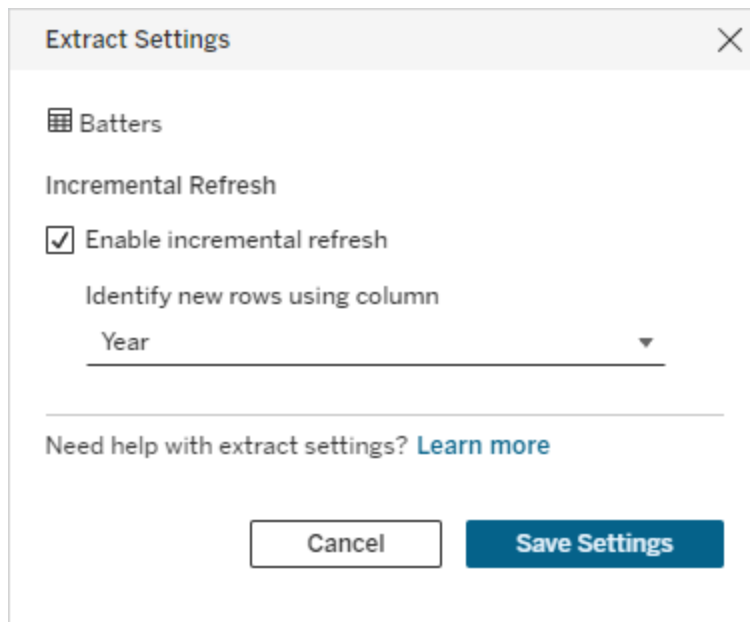 Extract Settings
Batters
Incremental Refresh
Enable incremental refresh
Identify new rows using column
Year
Need help with extract settings? Learn more
Cancel Save Settings